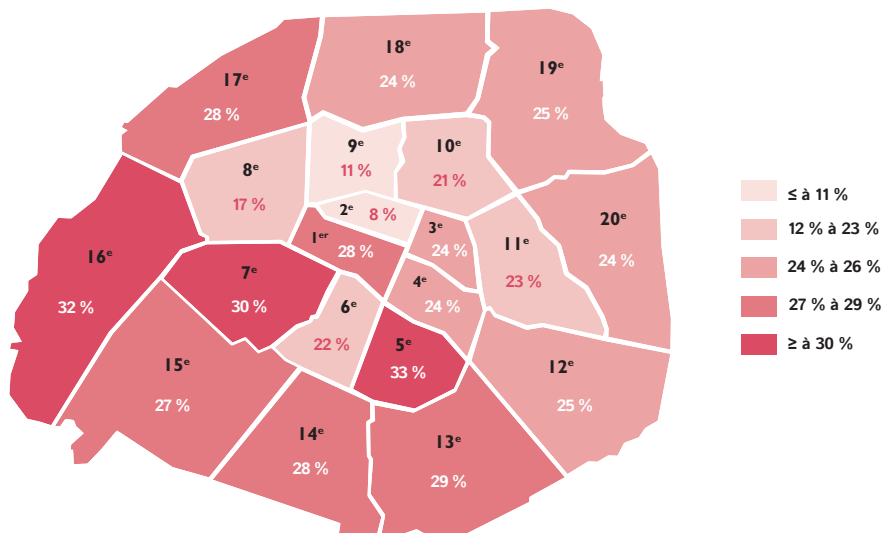 18ᵉ
24 %
19ᵉ
25 %
17ᵉ
28 %
9ᵉ
11 %
10ᵉ
21 %
8ᵉ
17 %
2ᵉ 8 %
1ᵉʳ
28 %
3ᵉ
24 %
11ᵉ
23 %
20ᵉ
24 %
16ᵉ
32 %
7ᵉ
30 %
4ᵉ
24 %
6ᵉ
22 %
5ᵉ
33 %
15ᵉ
27 %
12ᵉ
25 %
14ᵉ
28 %
13ᵉ
29 %
≤ à 11 %
12 % à 23 %
24 % à 26 %
27 % à 29 %
≥ à 30 %